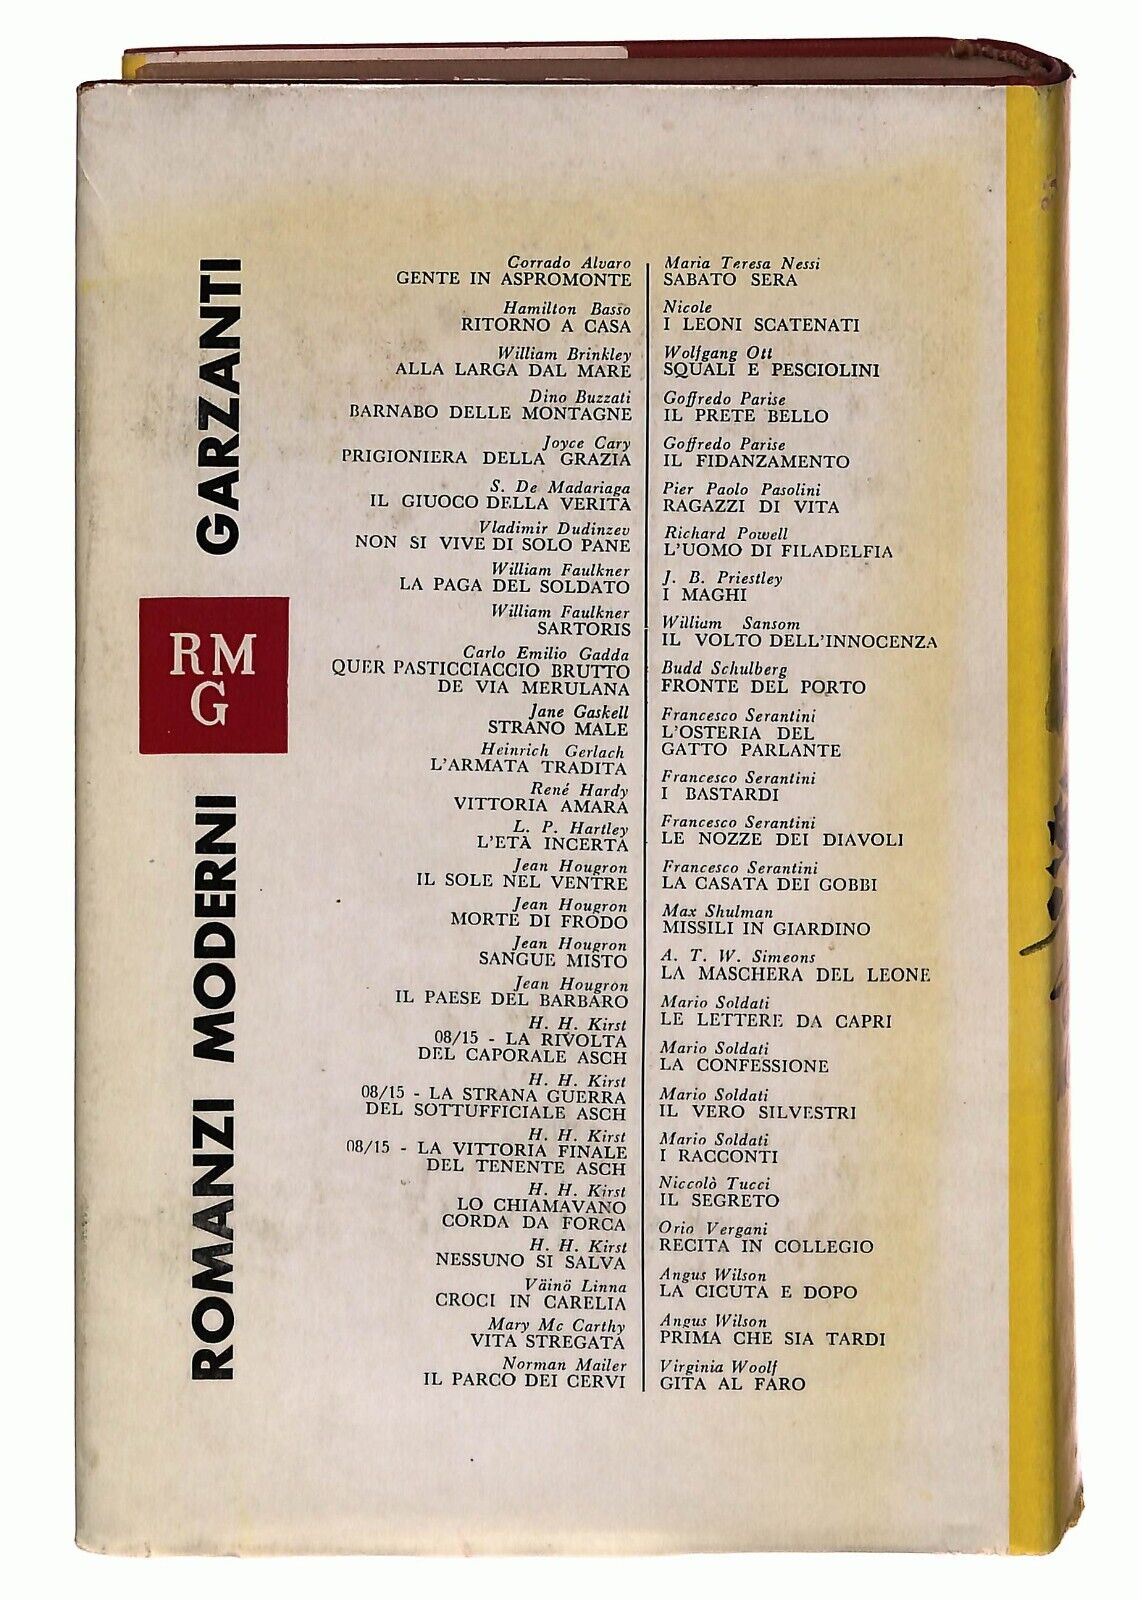 ROMANZI MODERNI
RM
G
GARZANTI
Corrado Alvaro
GENTE IN ASPROMONTE
Hamilton Basso
RITORNO A CASA
William Brinkley
ALLA LARGA DAL MARE
Dino Buzzati
BARNABO DELLE MONTAGNE
Joyce Cary
PRIGIONIERA DELLA GRAZIA
S. De Madariaga
IL GIUOCO DELLA VERITÀ
Vladimir Dudinzev
NON SI VIVE DI SOLO PANE
William Faulkner
LA PAGA DEL SOLDATO
William Faulkner
SARTORIS
Carlo Emilio Gadda
QUER PASTICCIACCIO BRUTTO
DE VIA MERULANA
Jane Gaskell
STRANO MALE
Heinrich Gerlach
L'ARMATA TRADITA
René Hardy
VITTORIA AMARA
L. P. Hartley
L'ETÀ INCERTA
Jean Hougron
IL SOLE NEL VENTRE
Jean Hougron
MORTE DI FRODO
Jean Hougron
SANGUE MISTO
Jean Hougron
IL PAESE DEL BARBARO
H. H. Kirst
08/15 - LA RIVOLTA
DEL CAPORALE ASCH
H. H. Kirst
08/15 - LA STRANA GUERRA
DEL SOTTUFFICIALE ASCH
H. H. Kirst
08/15 - LA VITTORIA FINALE
DEL TENENTE ASCH
H. H. Kirst
LO CHIAMAVANO
CORDA DA FORCA
H. H. Kirst
NESSUNO SI SALVA
Väinö Linna
CROCI IN CARELIA
Mary Mc Carthy
VITA STREGATA
Norman Mailer
IL PARCO DEI CERVI
Maria Teresa Nessi
SABATO SERA
Nicole
I LEONI SCATENATI
Wolfgang Ott
SQUALI E PESCIOLINI
Goffredo Parise
IL PRETE BELLO
Goffredo Parise
IL FIDANZAMENTO
Pier Paolo Pasolini
RAGAZZI DI VITA
Richard Powell
L'UOMO DI FILADELFIA
J. B. Priestley
I MAGHI
William Sansom
IL VOLTO DELL'INNOCENZA
Budd Schulberg
FRONTE DEL PORTO
Francesco Serantini
L'OSTERIA DEL
GATTO PARLANTE
Francesco Serantini
I BASTARDI
Francesco Serantini
LE NOZZE DEI DIAVOLI
Francesco Serantini
LA CASATA DEI GOBBI
Max Shulman
MISSILI IN GIARDINO
A. T. W. Simeons
LA MASCHERA DEL LEONE
Mario Soldati
LE LETTERE DA CAPRI
Mario Soldati
LA CONFESSIONE
Mario Soldati
IL VERO SILVESTRI
Mario Soldati
I RACCONTI
Niccolò Tucci
IL SEGRETO
Orio Vergani
RECITA IN COLLEGIO
Angus Wilson
LA CICUTA E DOPO
Angus Wilson
PRIMA CHE SIA TARDI
Virginia Woolf
GITA AL FARO